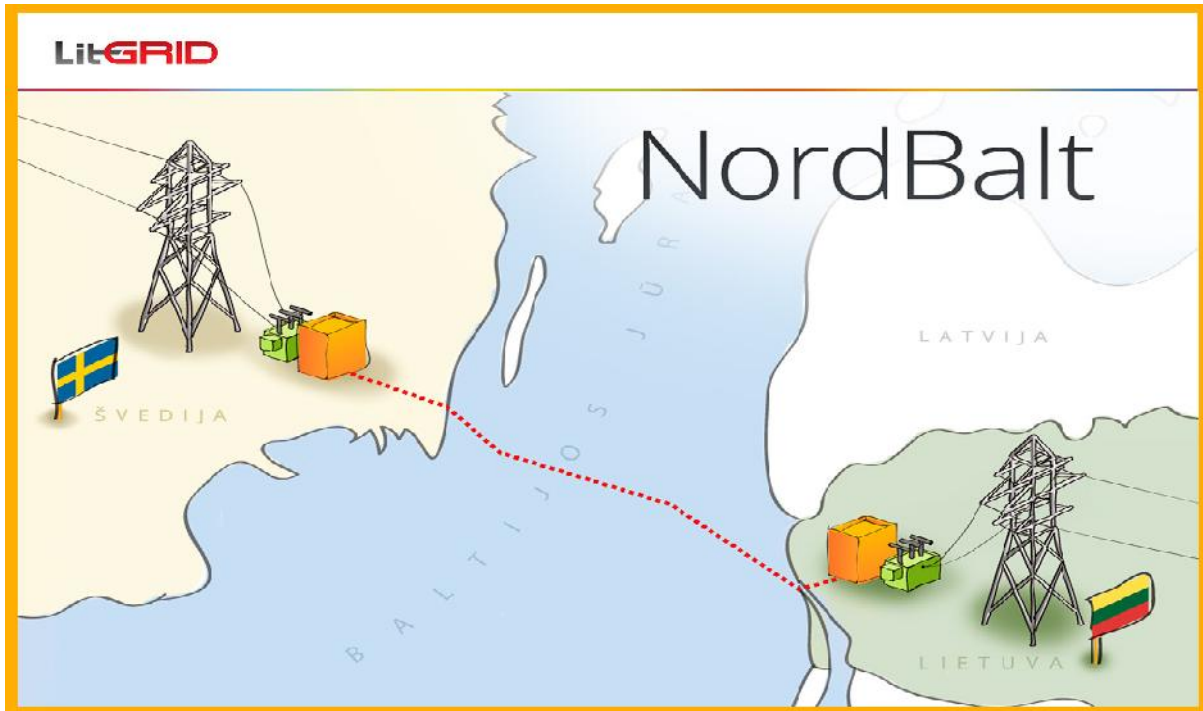 LitGRID
NordBalt
LATVIJA
ŠVEDIJA
BALTIJOS JŪRA
LIETUVA